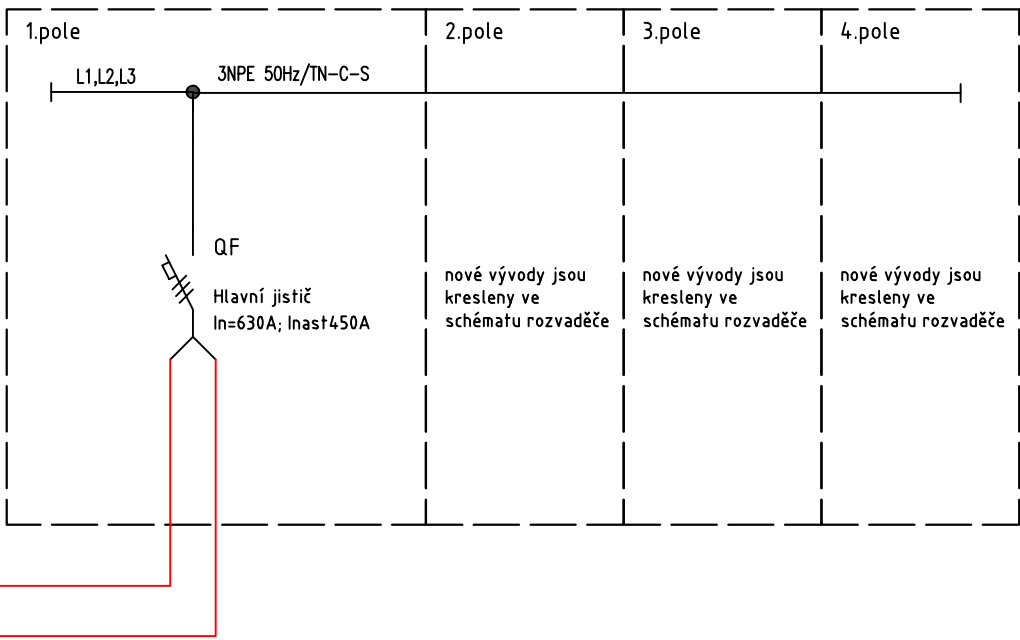 1.pole
2.pole
3.pole
4.pole
L1,L2,L3
3NPE 50Hz/TN-C-S
QF
Hlavní jistič
In=630A; Inast450A
nové vývody jsou
kresleny ve
schématu rozvaděče
nové vývody jsou
kresleny ve
schématu rozvaděče
nové vývody jsou
kresleny ve
schématu rozvaděče